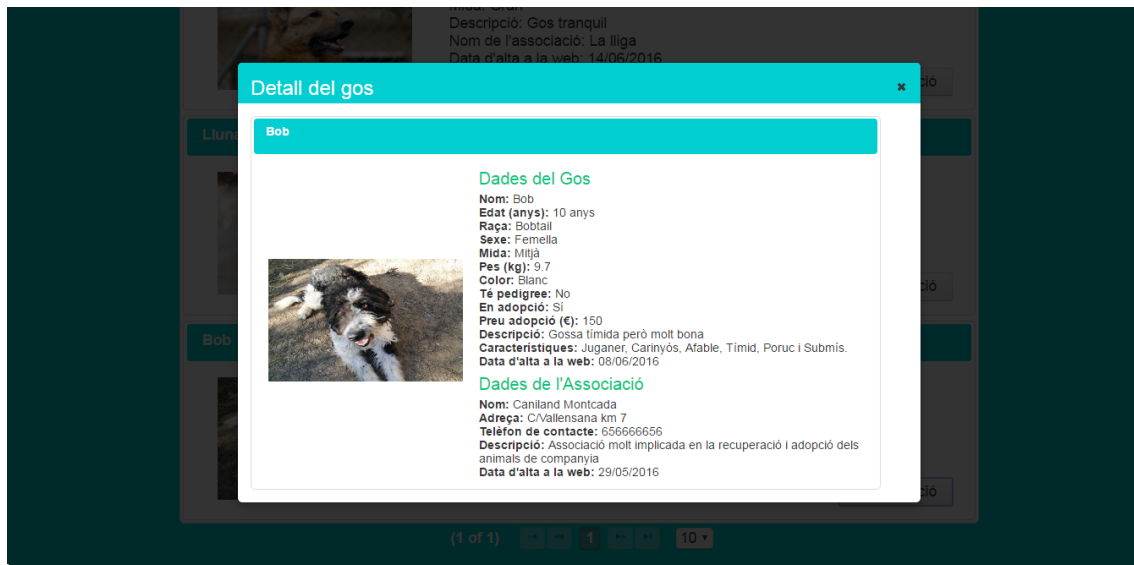 Descripció: Gos tranquil
Nom de l'associació: La lliga
Data d'alta a la web: 14/06/2016
Detall del gos
Bob
Dades del Gos
Nom: Bob
Edat (anys): 10 anys
Raça: Bobtail
Sexe: Femella
Mida: Mitjà
Pes (kg): 9.7
Color: Blanc
Té pedigree: No
En adopció: Sí
Preu adopció (€): 150
Descripció: Gossa tímida però molt bona
Característiques: Juganer, Carinyós, Afable, Tímid, Poruc i Submís.
Data d'alta a la web: 08/06/2016
Dades de l'Associació
Nom: Caniland Montcada
Adreça: C/Vallensana km 7
Telèfon de contacte: 656666656
Descripció: Associació molt implicada en la recuperació i adopció dels
animals de companyia
Data d'alta a la web: 29/05/2016
Bob
(1 of 1) 1 10